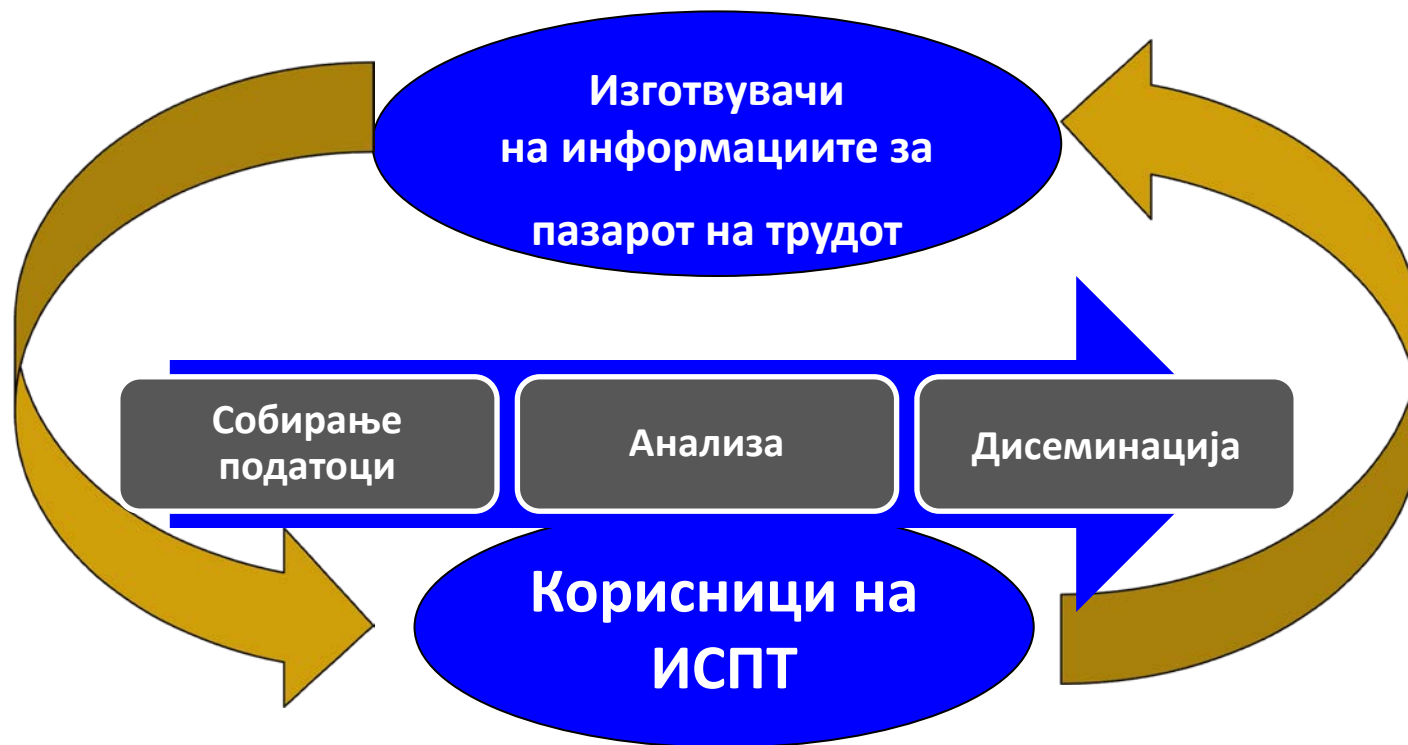 Изготвувачи
на информациите за
пазарот на трудот
Собирање
податоци
Анализа
Дисеминација
Корисници на
ИСПТ